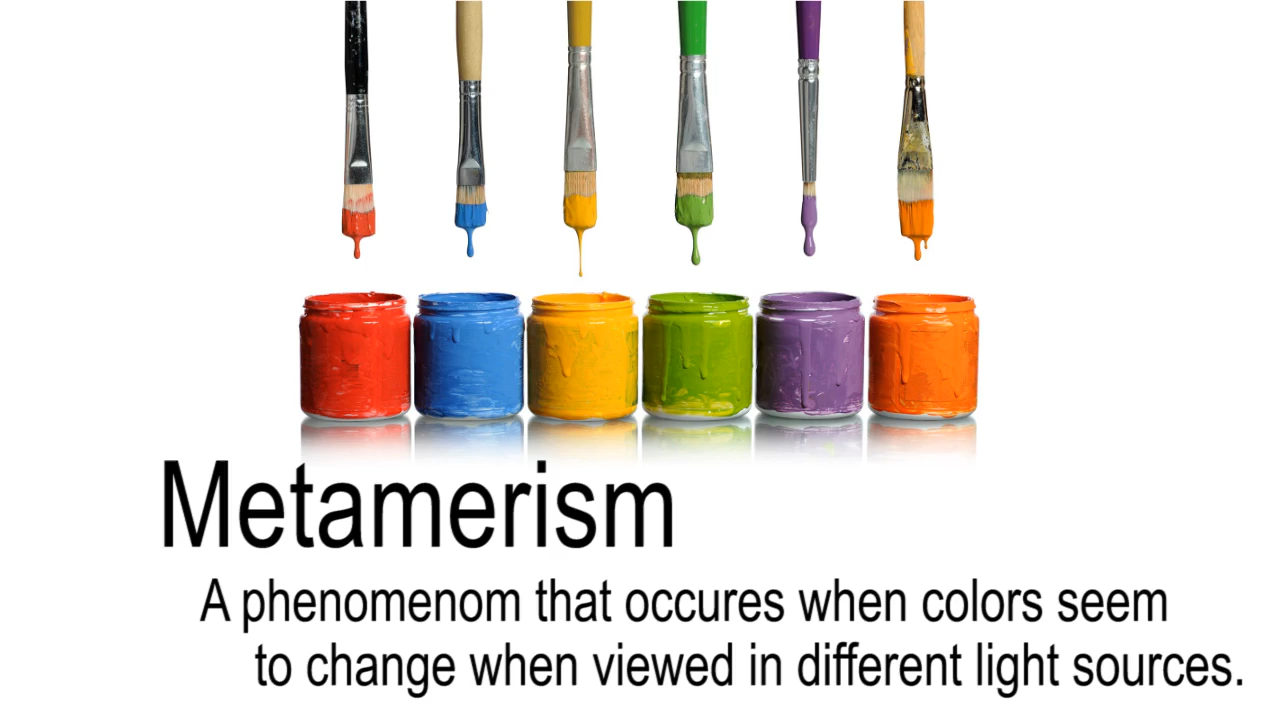 Metamerism
A phenomenom that occures when colors seem
to change when viewed in different light sources.